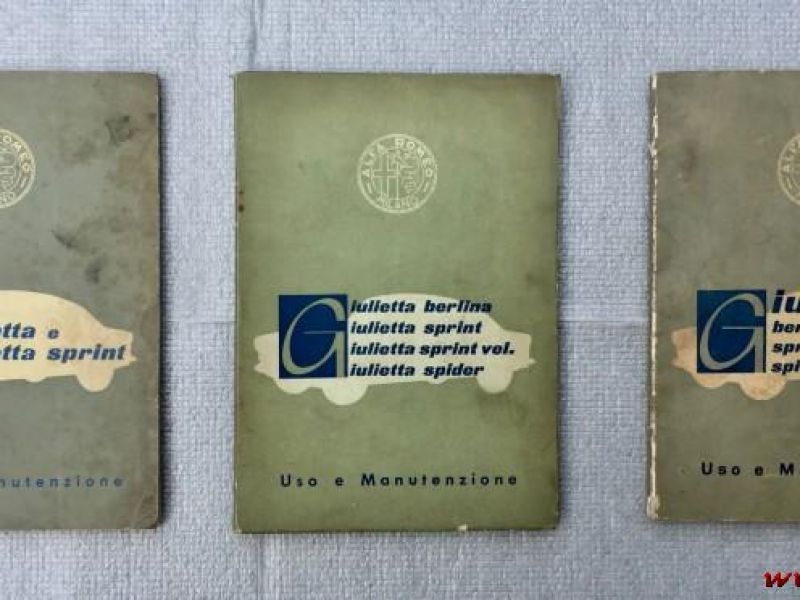 etta e
etta sprint
nutenzione
ALFA ROMEO
MILANO
Giulietta berlina
Giulietta sprint
Giulietta sprint vol.
Giulietta spider
Uso e Manutenzione
Giu
ber
spr
spi
Uso e M